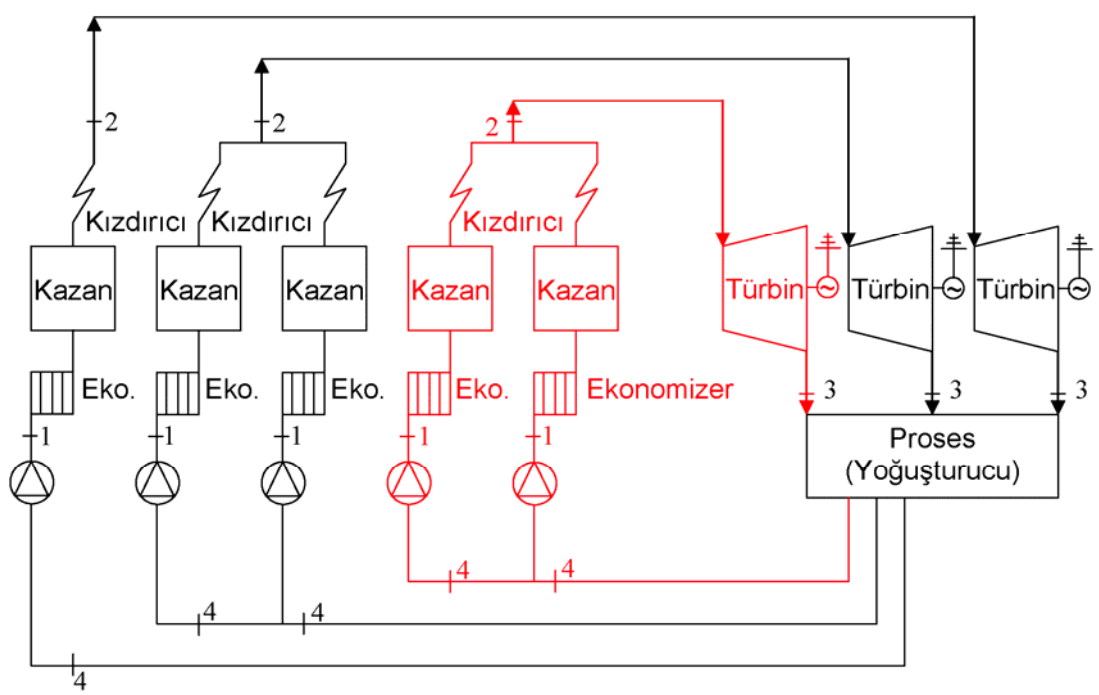 2
2
2
Kızdırıcı
Kızdırıcı
Kızdırıcı
Kazan
Kazan
Kazan
Kazan
Kazan
Türbin
Türbin
Türbin
Eko.
Eko.
Eko.
Eko.
Ekonomizer
3
3
3
1
1
1
1
1
Proses
(Yoğuşturucu)
4
4
4
4
4